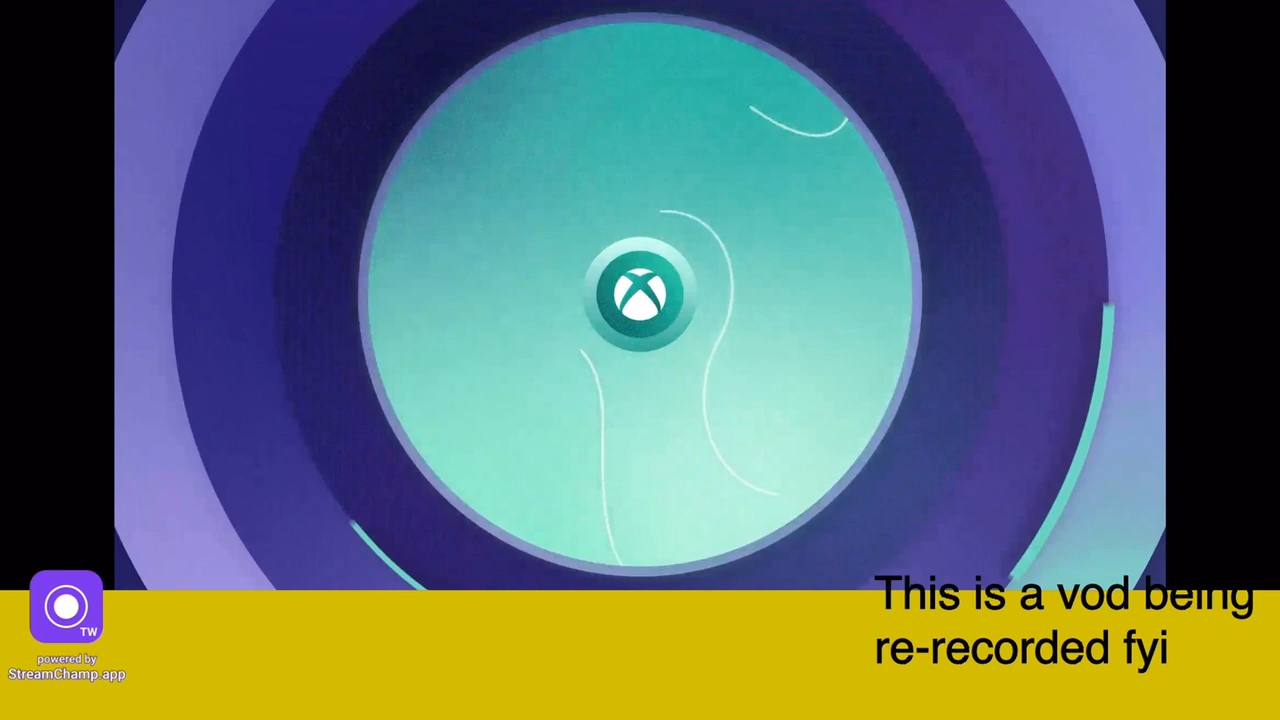 This is a vod being
re-recorded fyi
TW
powered by
StreamChamp.app